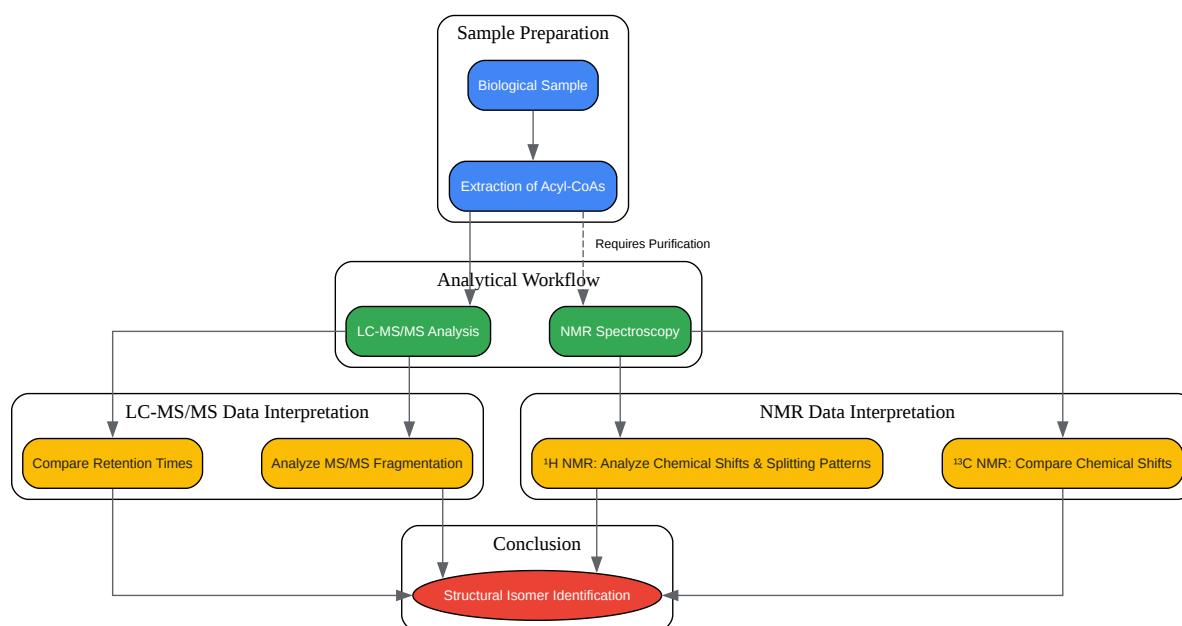 Sample Preparation
Biological Sample
Extraction of Acyl-CoAs
Requires Purification
Analytical Workflow
LC-MS/MS Analysis
NMR Spectroscopy
LC-MS/MS Data Interpretation
NMR Data Interpretation
Compare Retention Times
Analyze MS/MS Fragmentation
¹H NMR: Analyze Chemical Shifts & Splitting Patterns
¹³C NMR: Compare Chemical Shifts
Conclusion
Structural Isomer Identification